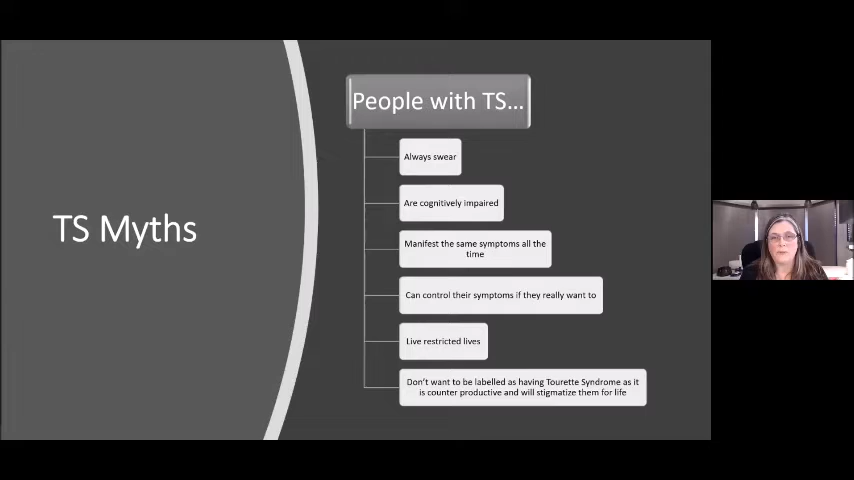 TS Myths
People with TS...
Always swear
Are cognitively impaired
Manifest the same symptoms all the
time
Can control their symptoms if they really want to
Live restricted lives
Don't want to be labelled as having Tourette Syndrome as it
is counter productive and will stigmatize them for life